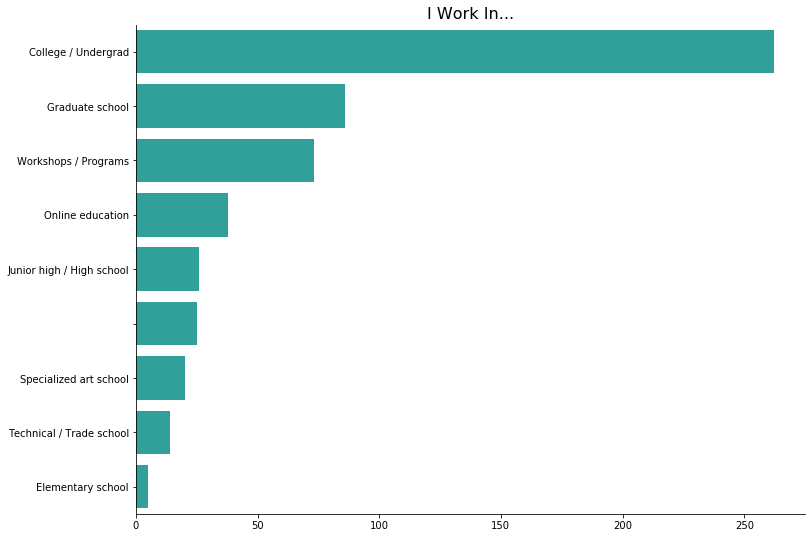 I Work In...
College / Undergrad
Graduate school
Workshops / Programs
Online education
Junior high / High school
Specialized art school
Technical / Trade school
Elementary school
0 50 100 150 200 250